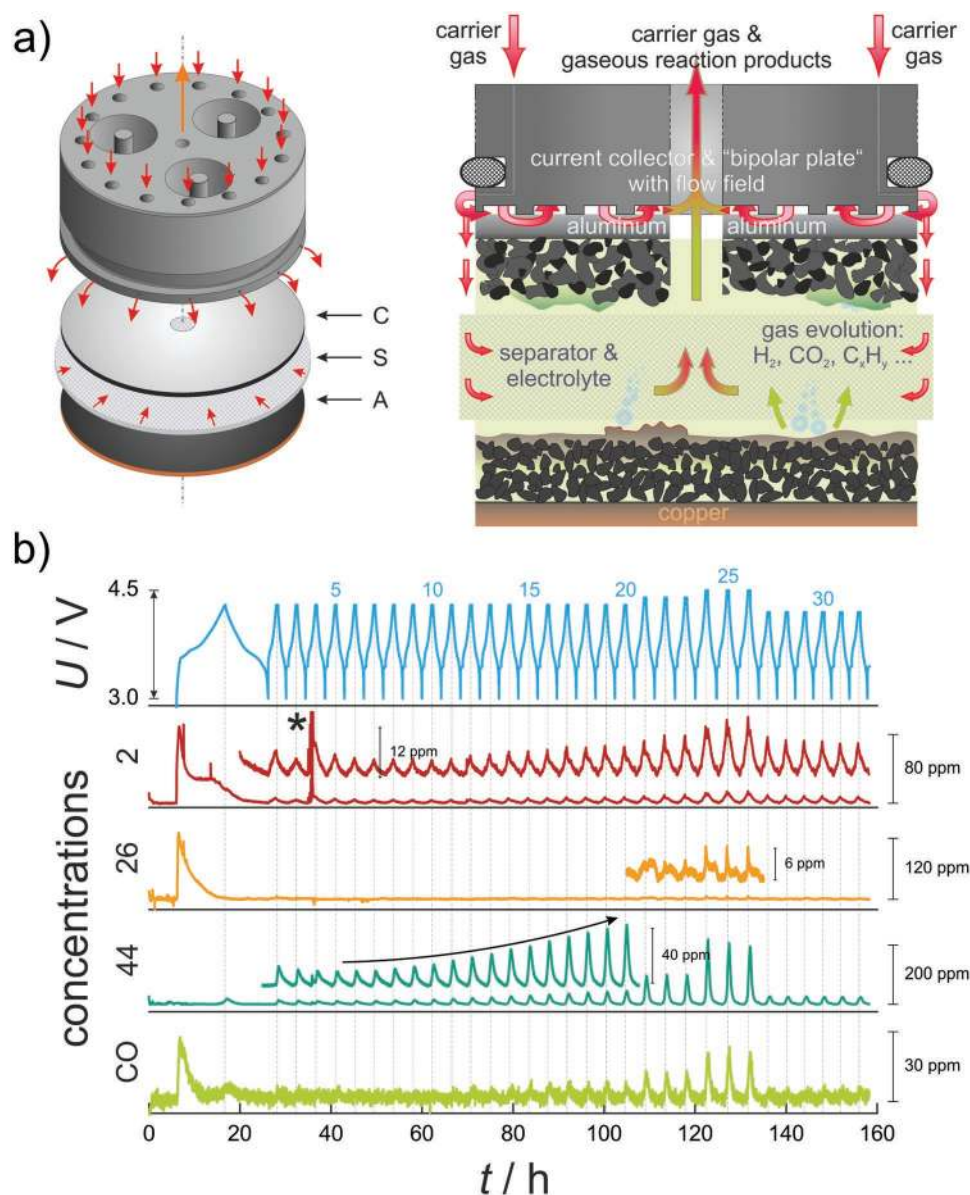 a)
C
S
A
carrier
gas
carrier gas &
gaseous reaction products
carrier
gas
current collector & "bipolar plate"
with flow field
aluminum
aluminum
separator &
electrolyte
gas evolution:
H₂, CO₂, CₓHᵧ ...
copper
b)
U / V
4.5
3.0
5
10
15
20
25
30
concentrations
2
*
12 ppm
80 ppm
26
6 ppm
120 ppm
44
40 ppm
200 ppm
CO
30 ppm
0
20
40
60
80
100
120
140
160
t / h